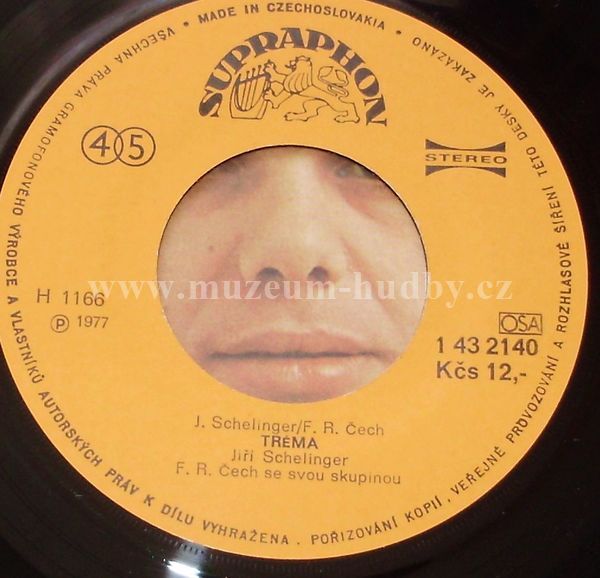 VŠECHNA PRÁVA GRAMOFONOVÉHO VÝROBCE A VLASTNÍKŮ AUTORSKÝCH PRÁV K DÍLU VYHRAŽENA . POŘIZOVÁNÍ KOPIÍ , VEŘEJNÉ PROVOZOVÁNÍ A ROZHLASOVÉ ŠÍŘENÍ TÉTO DESKY JE ZAKÁZANO
• MADE IN CZECHOSLOVAKIA •
SUPRAPHON
45
STEREO
www.muzeum-hudby.cz
H 1166
Ⓟ 1977
OSA
1 43 2140
Kčs 12,-
J. Schelinger/F. R. Čech
TRÉMA
Jiří Schelinger
F. R. Čech se svou skupinou